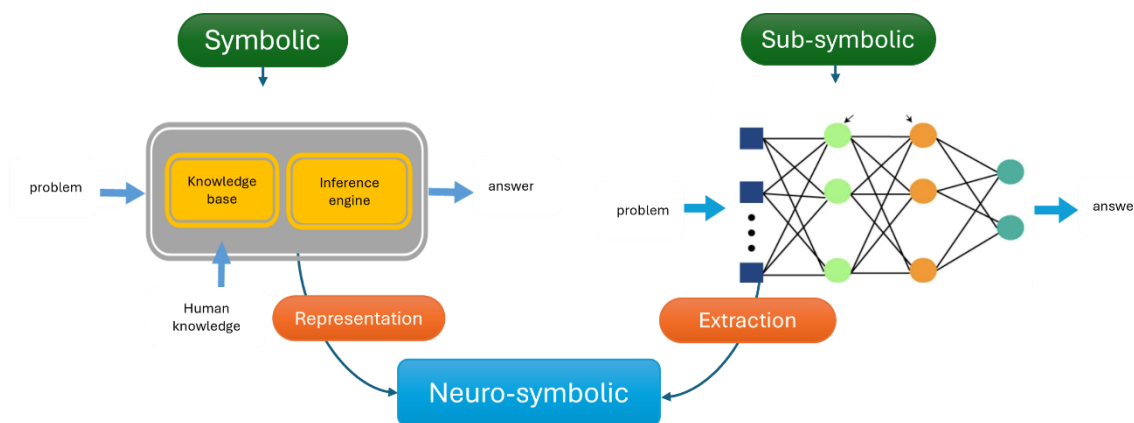 Symbolic
Sub-symbolic
problem
Knowledge
base
Inference
engine
answer
Human
knowledge
problem
answe
Representation
Extraction
Neuro-symbolic